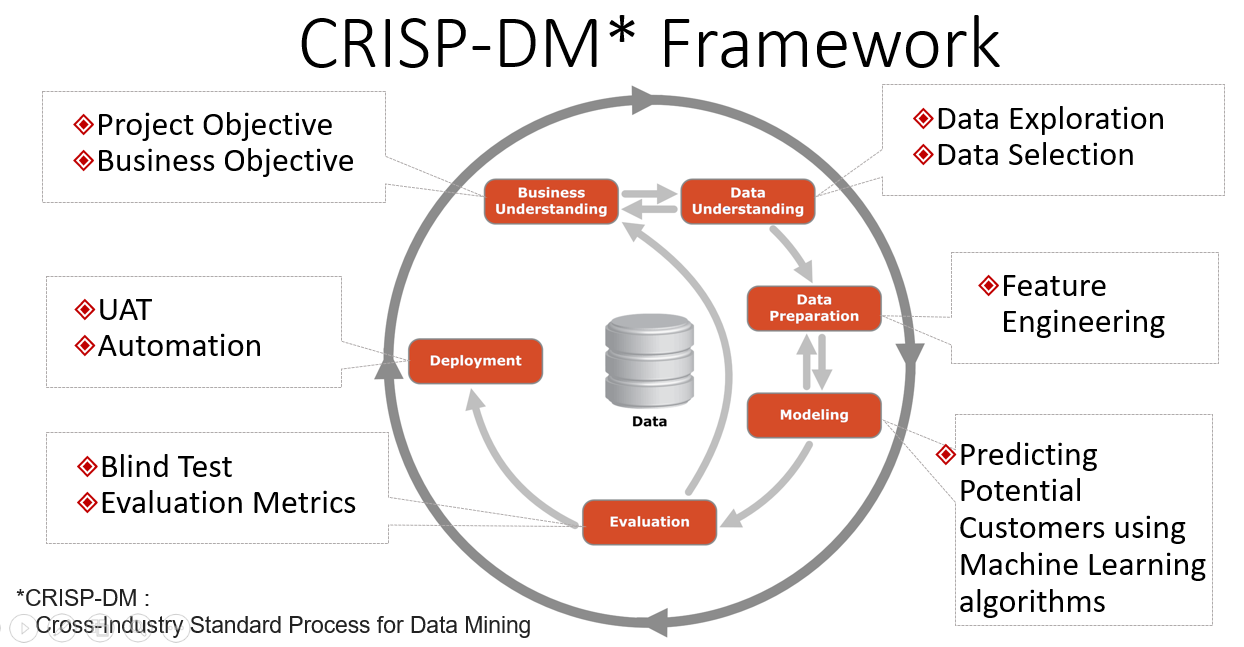 CRISP-DM* Framework
Project Objective
Business Objective
Data Exploration
Data Selection
Business
Understanding
Data
Understanding
Data
Preparation
Feature
Engineering
UAT
Automation
Deployment
Data
Modeling
Predicting
Potential
Customers using
Machine Learning
algorithms
Blind Test
Evaluation Metrics
Evaluation
*CRISP-DM :
Cross-Industry Standard Process for Data Mining